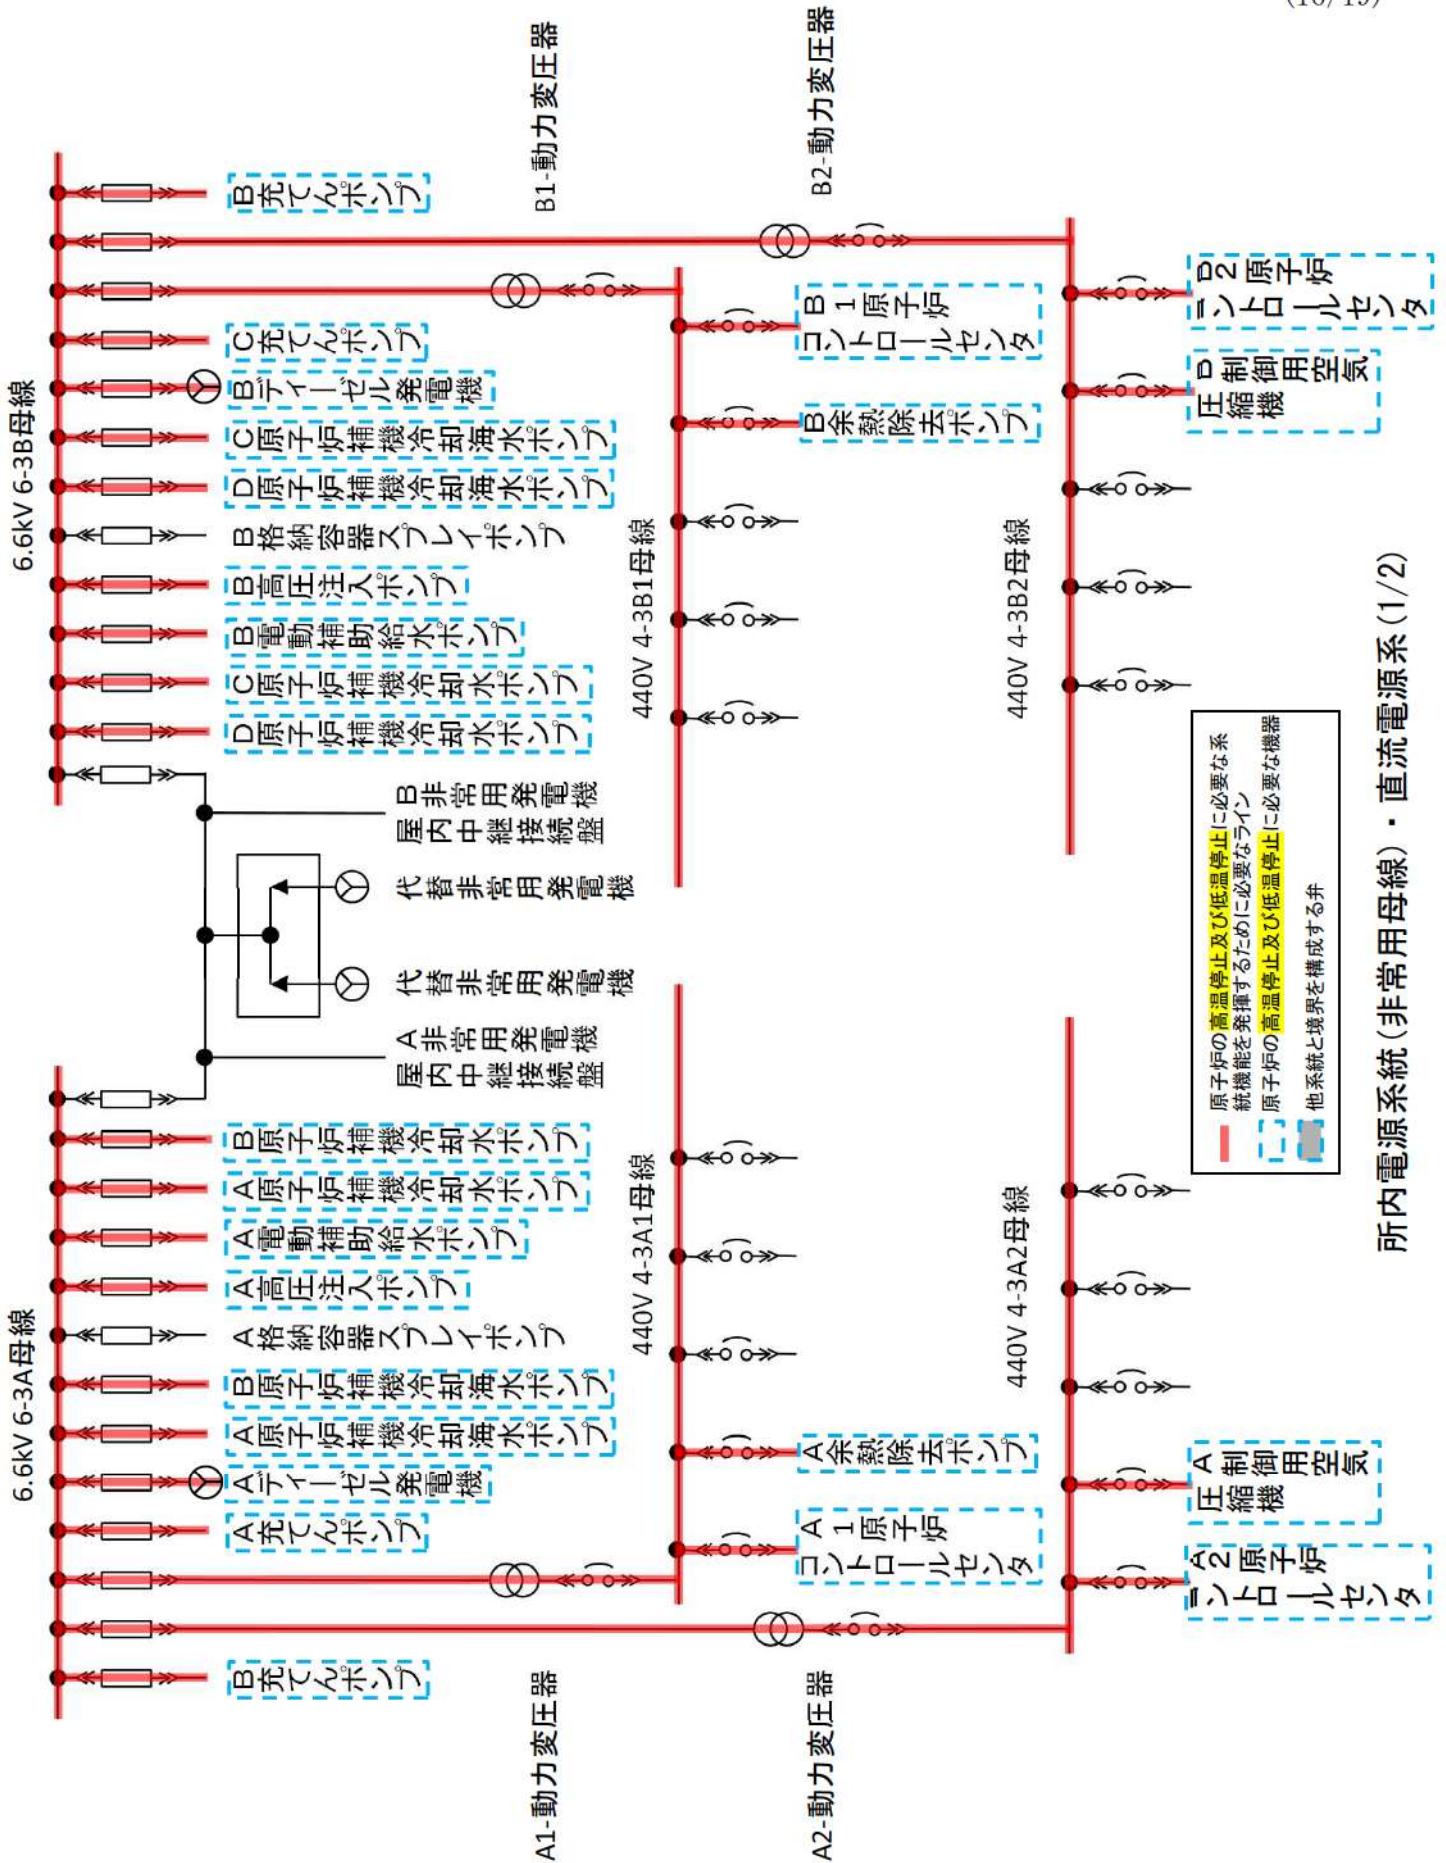 (16/19)
6.6kV 6-3A母線
6.6kV 6-3B母線
B充てんポンプ
A充てんポンプ
Aディーゼル発電機
A原子炉補機冷却海水ポンプ
B原子炉補機冷却海水ポンプ
A格納容器スプレイポンプ
A高圧注入ポンプ
A電動補助給水ポンプ
A原子炉補機冷却水ポンプ
B原子炉補機冷却水ポンプ
A非常用発電機
屋内中継接続盤
代替非常用発電機
代替非常用発電機
B非常用発電機
屋内中継接続盤
D原子炉補機冷却水ポンプ
C原子炉補機冷却水ポンプ
B電動補助給水ポンプ
B高圧注入ポンプ
B格納容器スプレイポンプ
D原子炉補機冷却海水ポンプ
C原子炉補機冷却海水ポンプ
Bディーゼル発電機
C充てんポンプ
B充てんポンプ
A1-動力変圧器
440V 4-3A1母線
440V 4-3B1母線
B1-動力変圧器
A1原子炉
コントロールセンタ
A余熱除去ポンプ
B余熱除去ポンプ
B1原子炉
コントロールセンタ
A2-動力変圧器
440V 4-3A2母線
440V 4-3B2母線
B2-動力変圧器
A2原子炉
コントロールセンタ
A制御用空気
圧縮機
B制御用空気
圧縮機
B2原子炉
コントロールセンタ
原子炉の高温停止及び低温停止に必要な系
統機能を発揮するために必要なライン
原子炉の高温停止及び低温停止に必要な機器
他系統と境界を構成する弁
所内電源系統(非常用母線)・直流電源系(1/2)